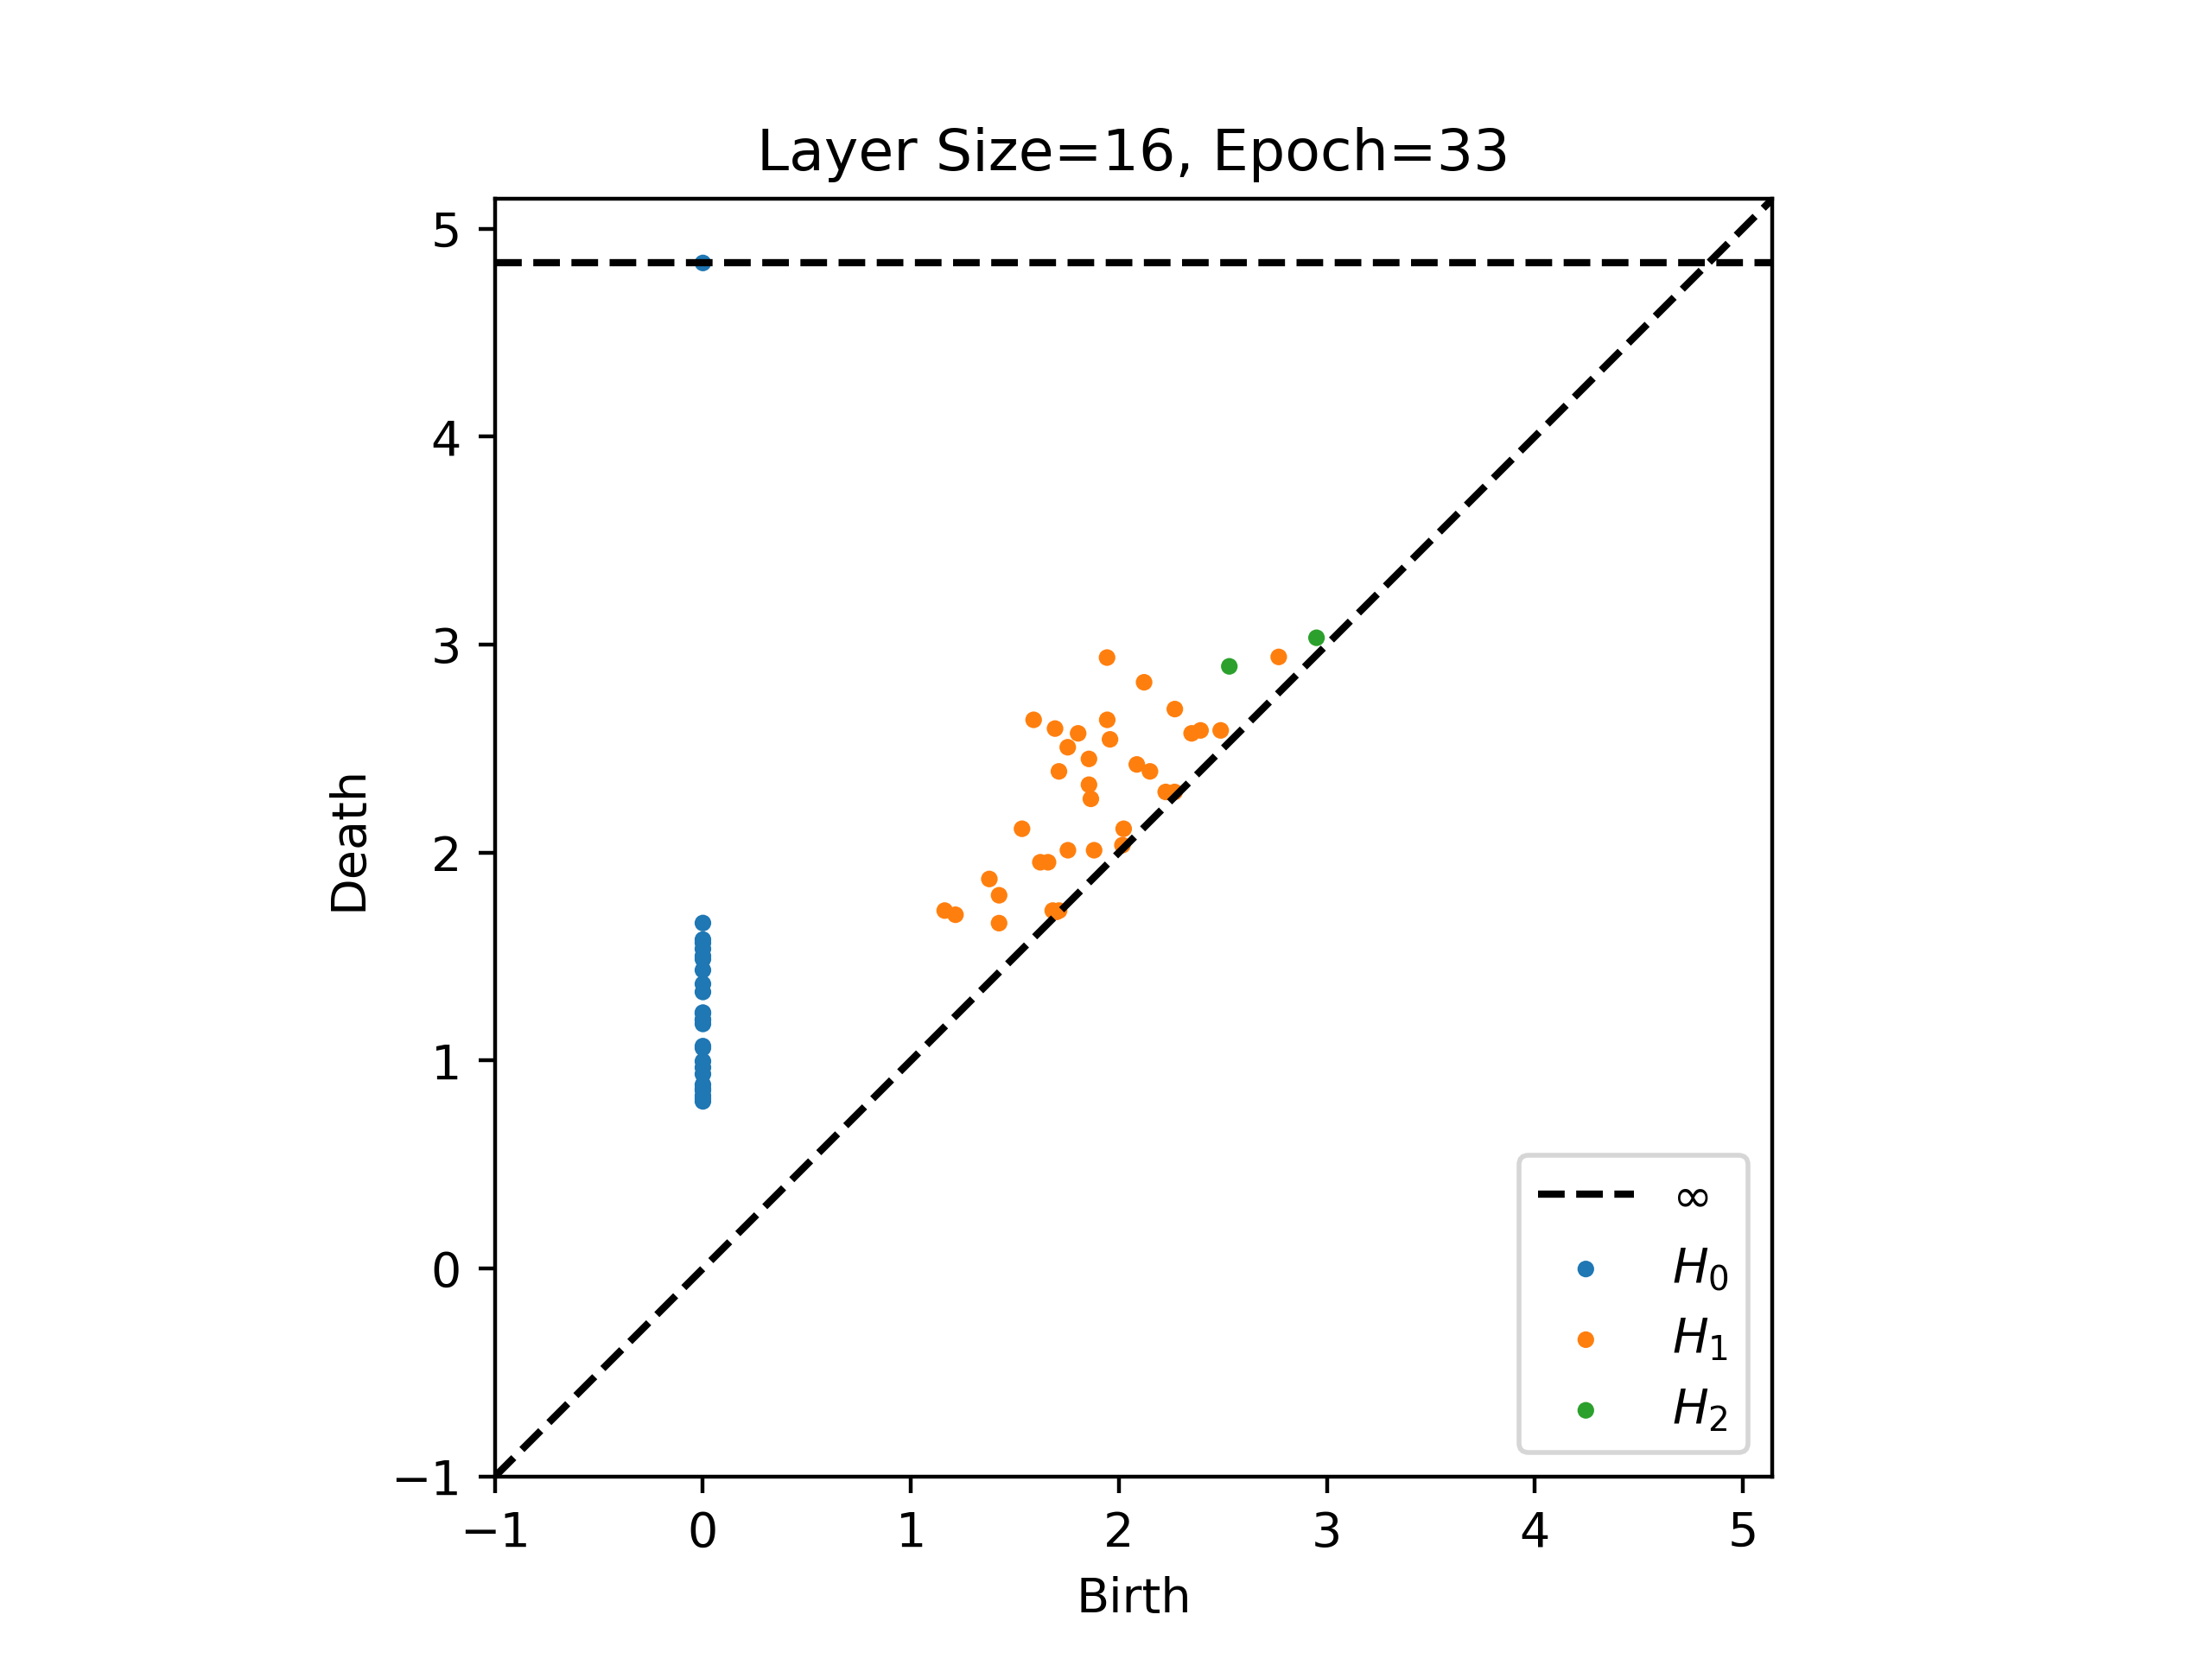 Layer Size=16, Epoch=33
5
4
3
2
1
0
−1
Death
−1 0 1 2 3 4 5
Birth
∞
H₀
H₁
H₂